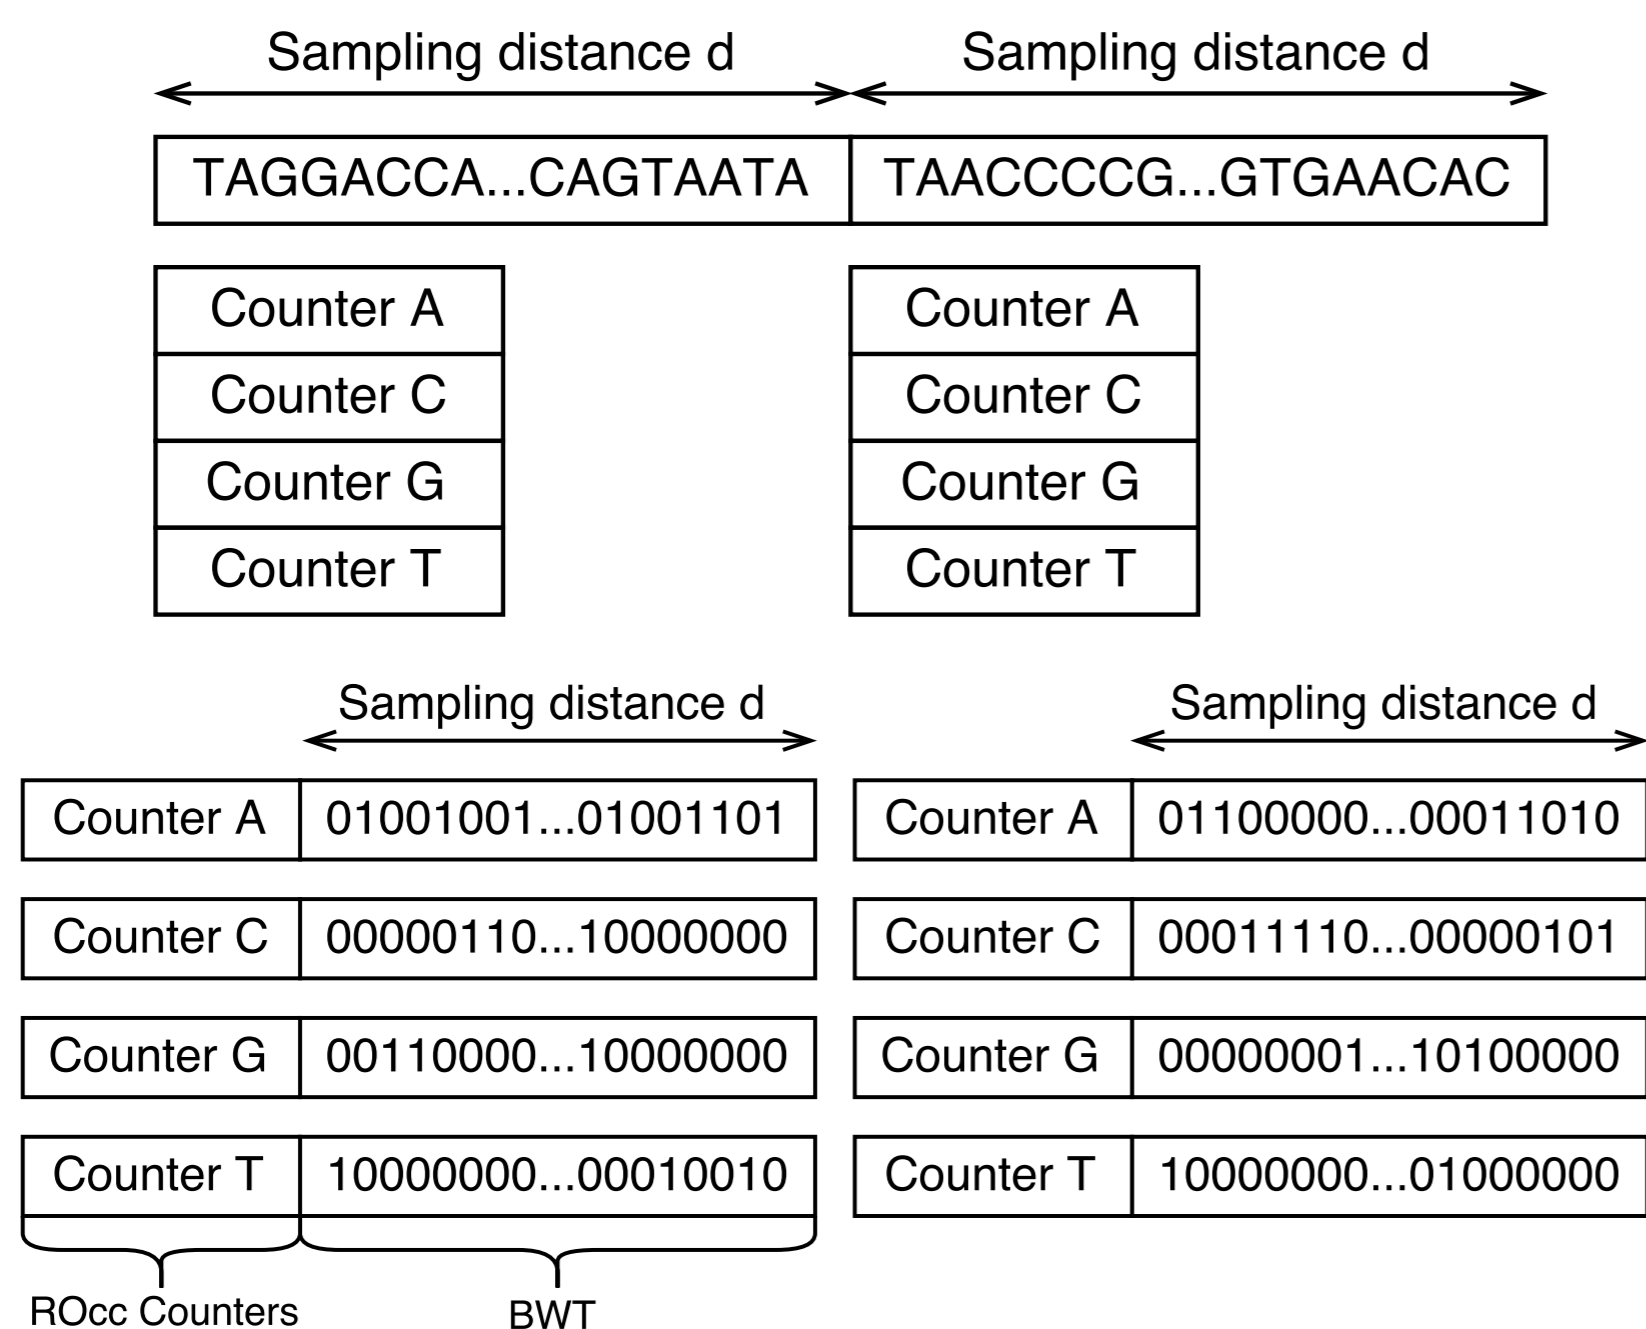 Sampling distance d Sampling distance d
TAGGACCA...CAGTAATA TAACCCCG...GTGAACAC
Counter A Counter A
Counter C Counter C
Counter G Counter G
Counter T Counter T
Sampling distance d Sampling distance d
Counter A 01001001...01001101 Counter A 01100000...00011010
Counter C 00000110...10000000 Counter C 00011110...00000101
Counter G 00110000...10000000 Counter G 00000001...10100000
Counter T 10000000...00010010 Counter T 10000000...01000000
ROcc Counters BWT